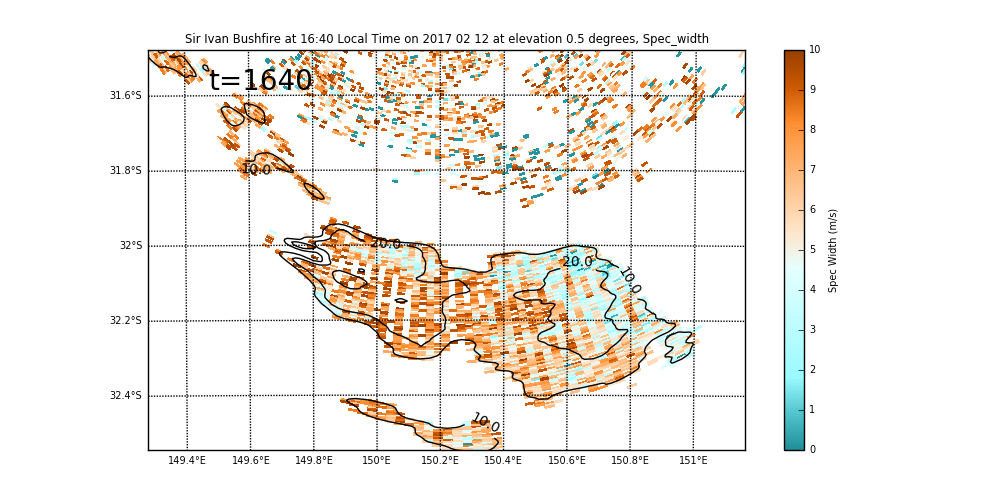 Sir Ivan Bushfire at 16:40 Local Time on 2017 02 12 at elevation 0.5 degrees, Spec_width
t=1640
31.6°S
31.8°S
32°S
32.2°S
32.4°S
10.0
20.0
20.0
10.0
10.0
149.4°E 149.6°E 149.8°E 150°E 150.2°E 150.4°E 150.6°E 150.8°E 151°E
10
9
8
7
6
5
4
3
2
1
0
Spec Width (m/s)